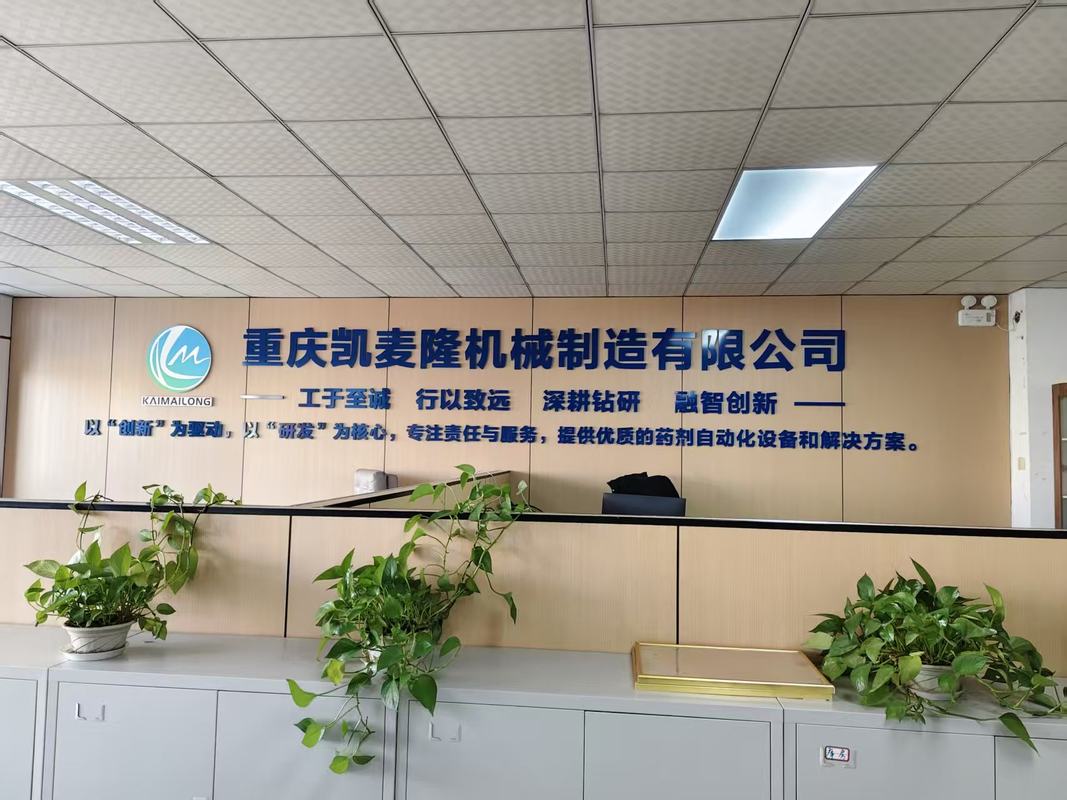 重庆凯麦隆机械制造有限公司
KAIMAILONG
工于至诚 行以致远 深耕钻研 融智创新
以“创新”为驱动，以“研发”为核心，专注责任与服务，提供优质的药剂自动化设备和解决方案。